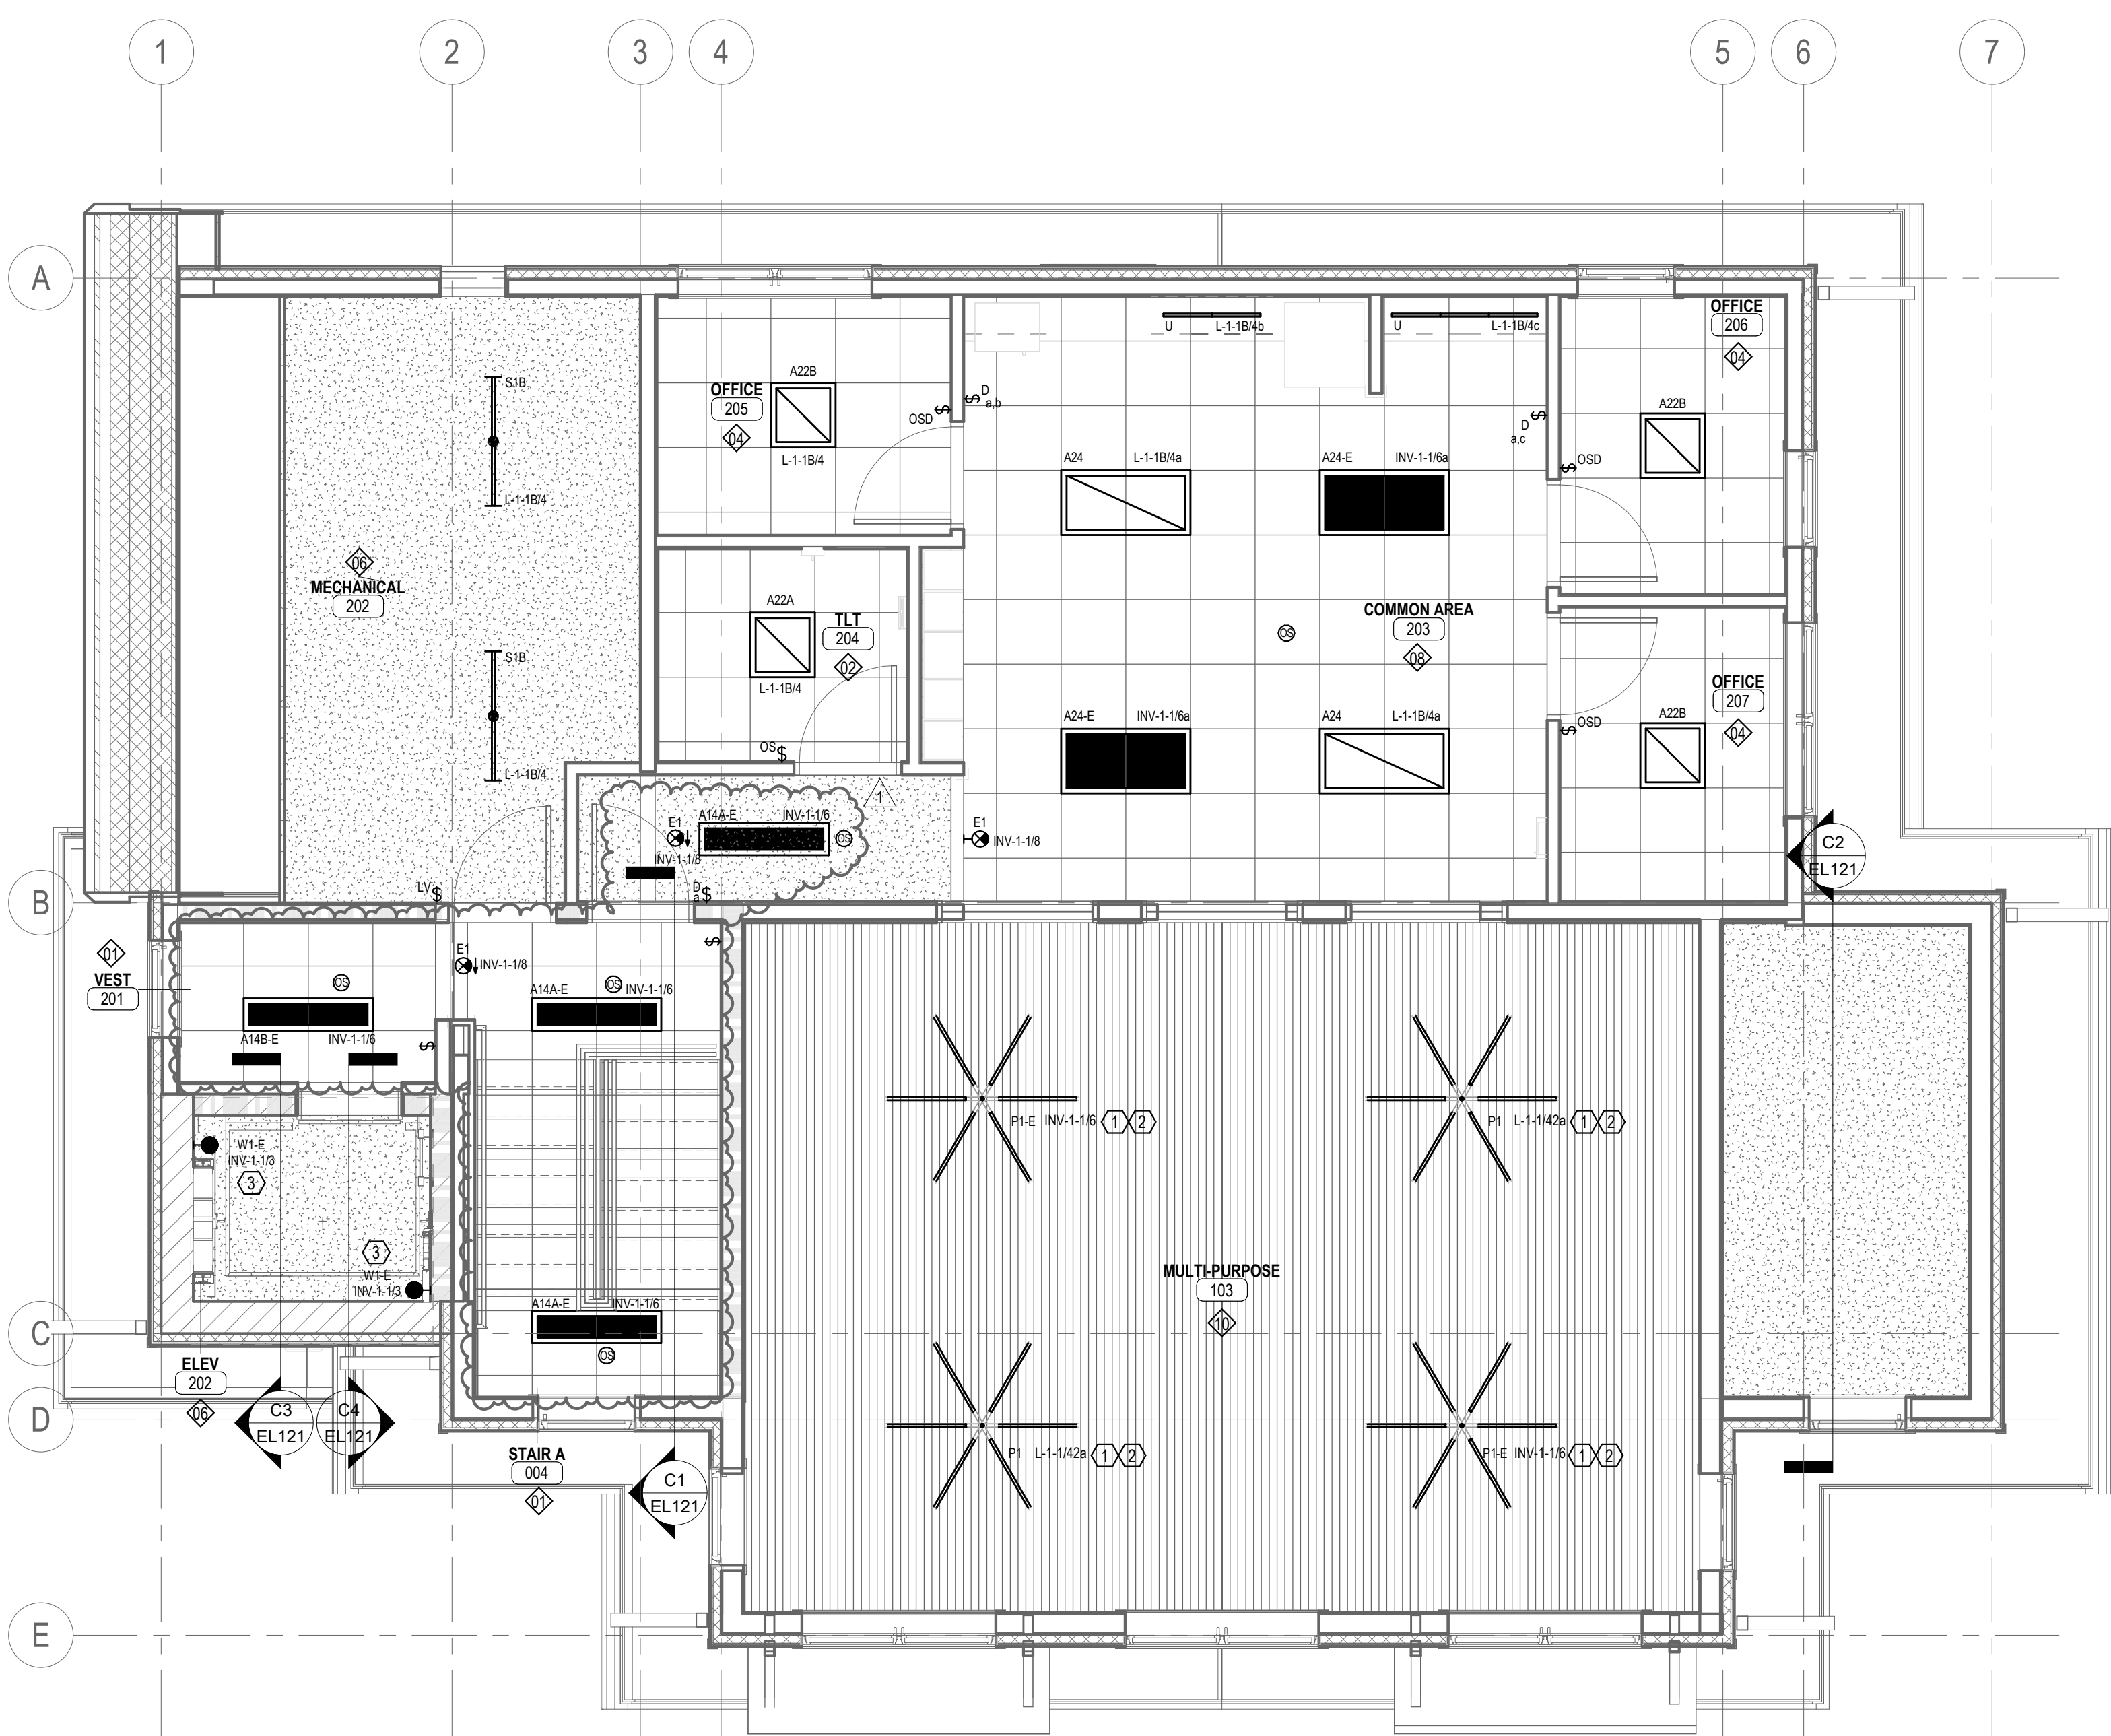 1
2
3
4
5
6
7
A
B
C
D
E
OFFICE
206
04
U
L-1-1B/4b
U
L-1-1B/4c
S1B
L-1-1B/4
OFFICE
205
04
A22B
L-1-1B/4
OSD
D
a,b
D
a,c
A22B
OSD
A24
L-1-1B/4a
A24-E
INV-1-1/6a
06
MECHANICAL
202
A22A
L-1-1B/4
TLT
204
02
OS
OS
COMMON AREA
203
08
S1B
L-1-1B/4
OFFICE
207
04
A22B
OSD
A24-E
INV-1-1/6a
A24
L-1-1B/4a
1
A14A-E
INV-1-1/6
E1
OS
INV-1-1/8
E1
INV-1-1/8
C2
EL121
LV
D
a
01
VEST
201
E1
INV-1-1/8
OS
A14B-E
INV-1-1/6
A14A-E
OS
INV-1-1/6
W1-E
INV-1-1/3
3
3
W1-E
INV-1-1/3
P1-E INV-1-1/6 1 2
P1 L-1-1/42a 1 2
MULTI-PURPOSE
103
10
A14A-E
INV-1-1/6
OS
ELEV
202
06
C3
EL121
C4
EL121
STAIR A
004
01
C1
EL121
P1 L-1-1/42a 1 2
P1-E INV-1-1/6 1 2